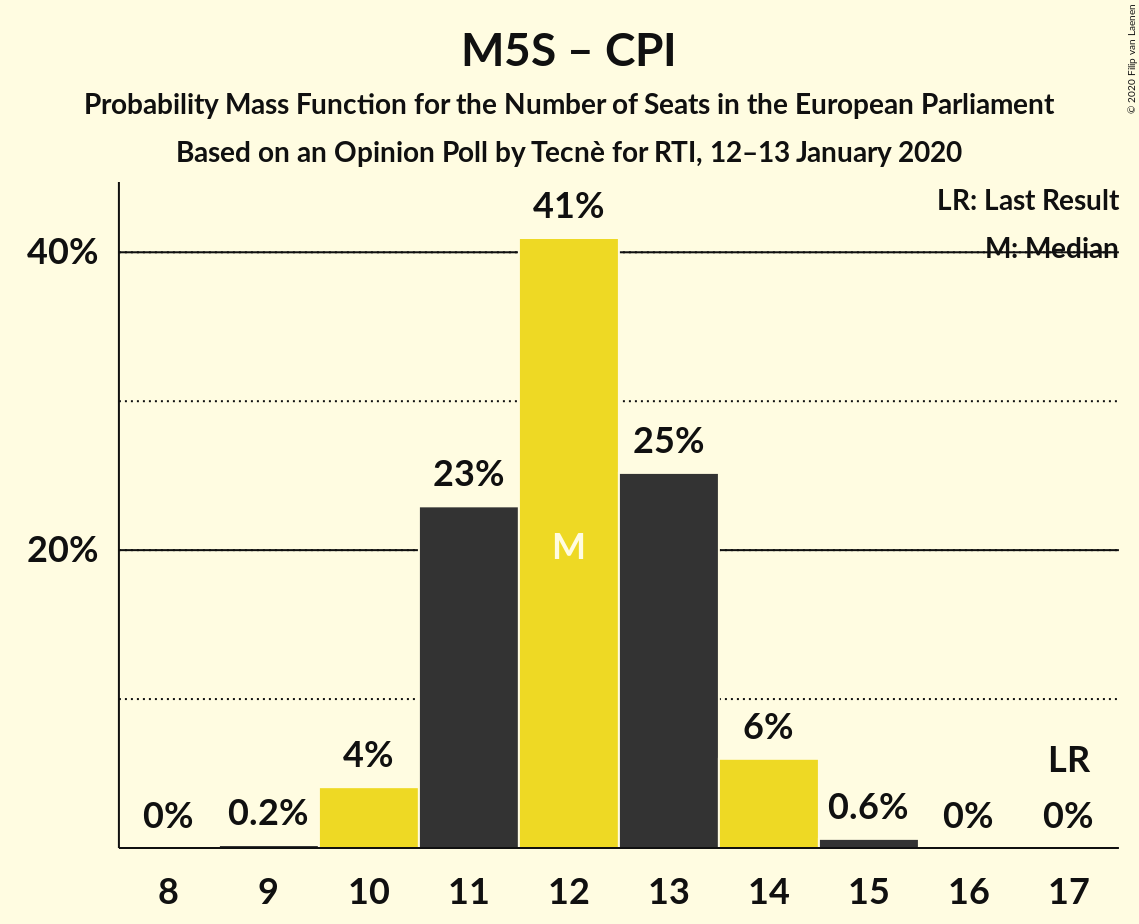 M5S – CPI
Probability Mass Function for the Number of Seats in the European Parliament
Based on an Opinion Poll by Tecnè for RTI, 12–13 January 2020
© 2020 Filip van Laenen
LR: Last Result
M: Median
40%
20%
0%
0.2%
4%
23%
41%
M
25%
6%
0.6%
0%
LR
0%
8 9 10 11 12 13 14 15 16 17